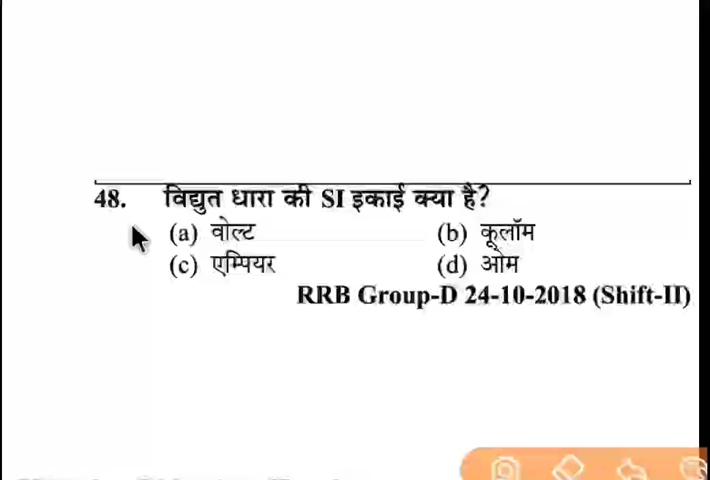 48. विद्युत धारा की SI इकाई क्या है?
(a) वोल्ट (b) कूलॉम
(c) एम्पियर (d) ओम
RRB Group-D 24-10-2018 (Shift-II)